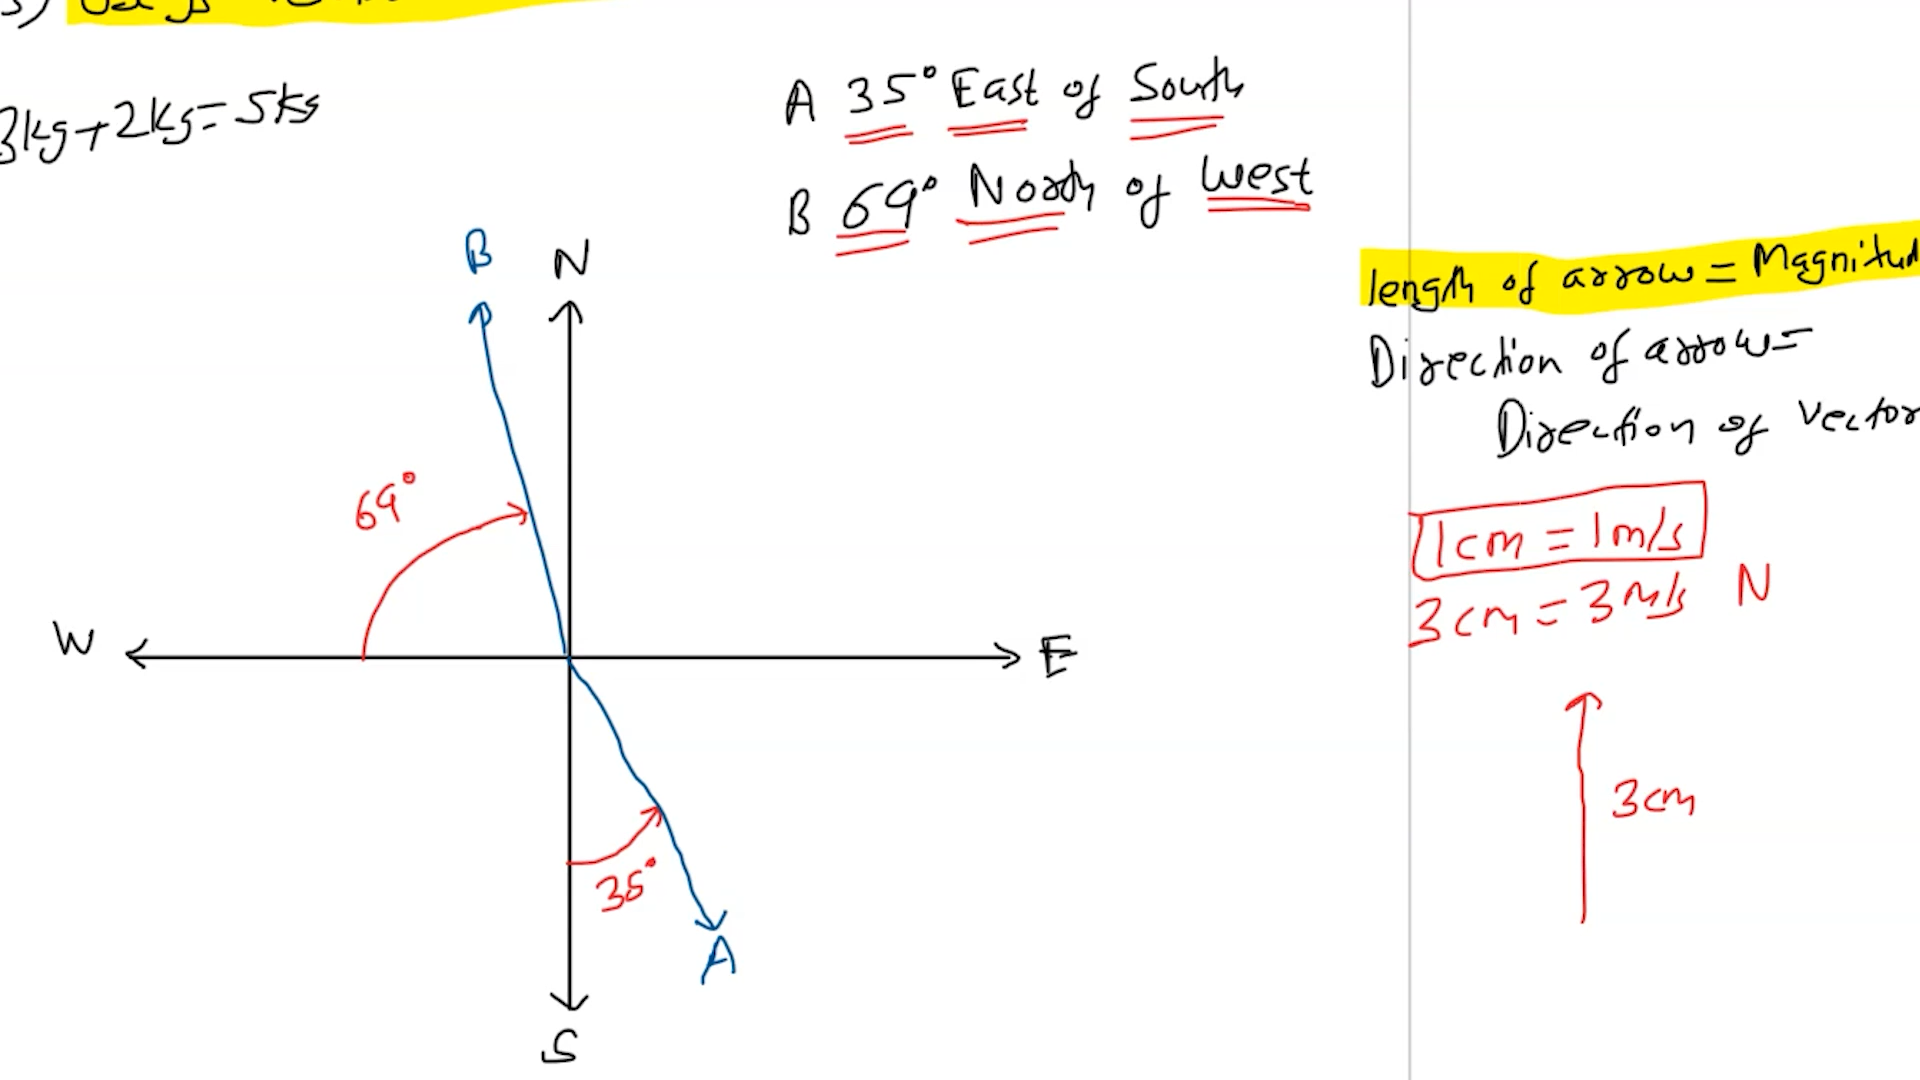 3kg+2kg=5kg
A 35° East of South
B 69° North of West
B
N
69°
W
E
35°
A
S
length of arrow = Magnitud
Direction of arrow=
Direction of vector
1cm = 1m/s
3cm = 3m/s N
3cm